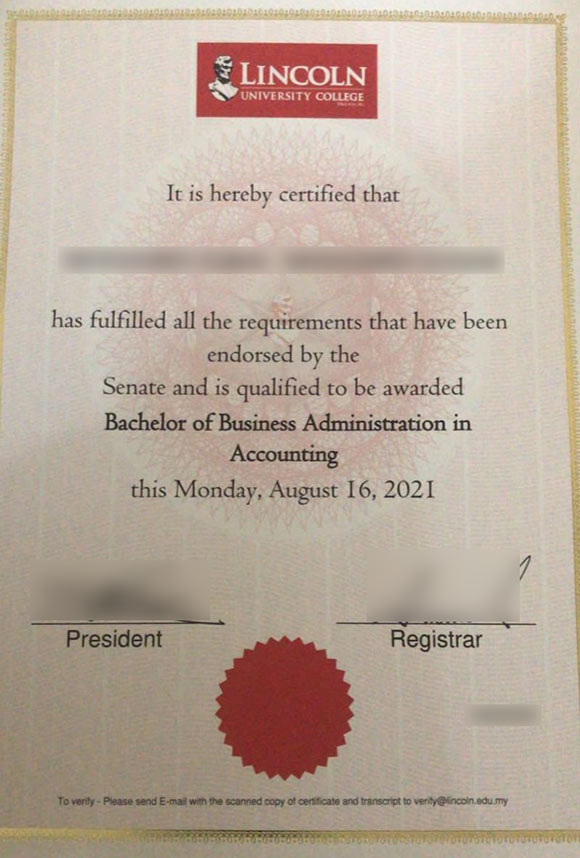 LINCOLN
UNIVERSITY COLLEGE
It is hereby certified that
has fulfilled all the requirements that have been
endorsed by the
Senate and is qualified to be awarded
Bachelor of Business Administration in
Accounting
this Monday, August 16, 2021
President
Registrar
To verify - Please send E-mail with the scanned copy of certificate and transcript to verify@lincoln.edu.my